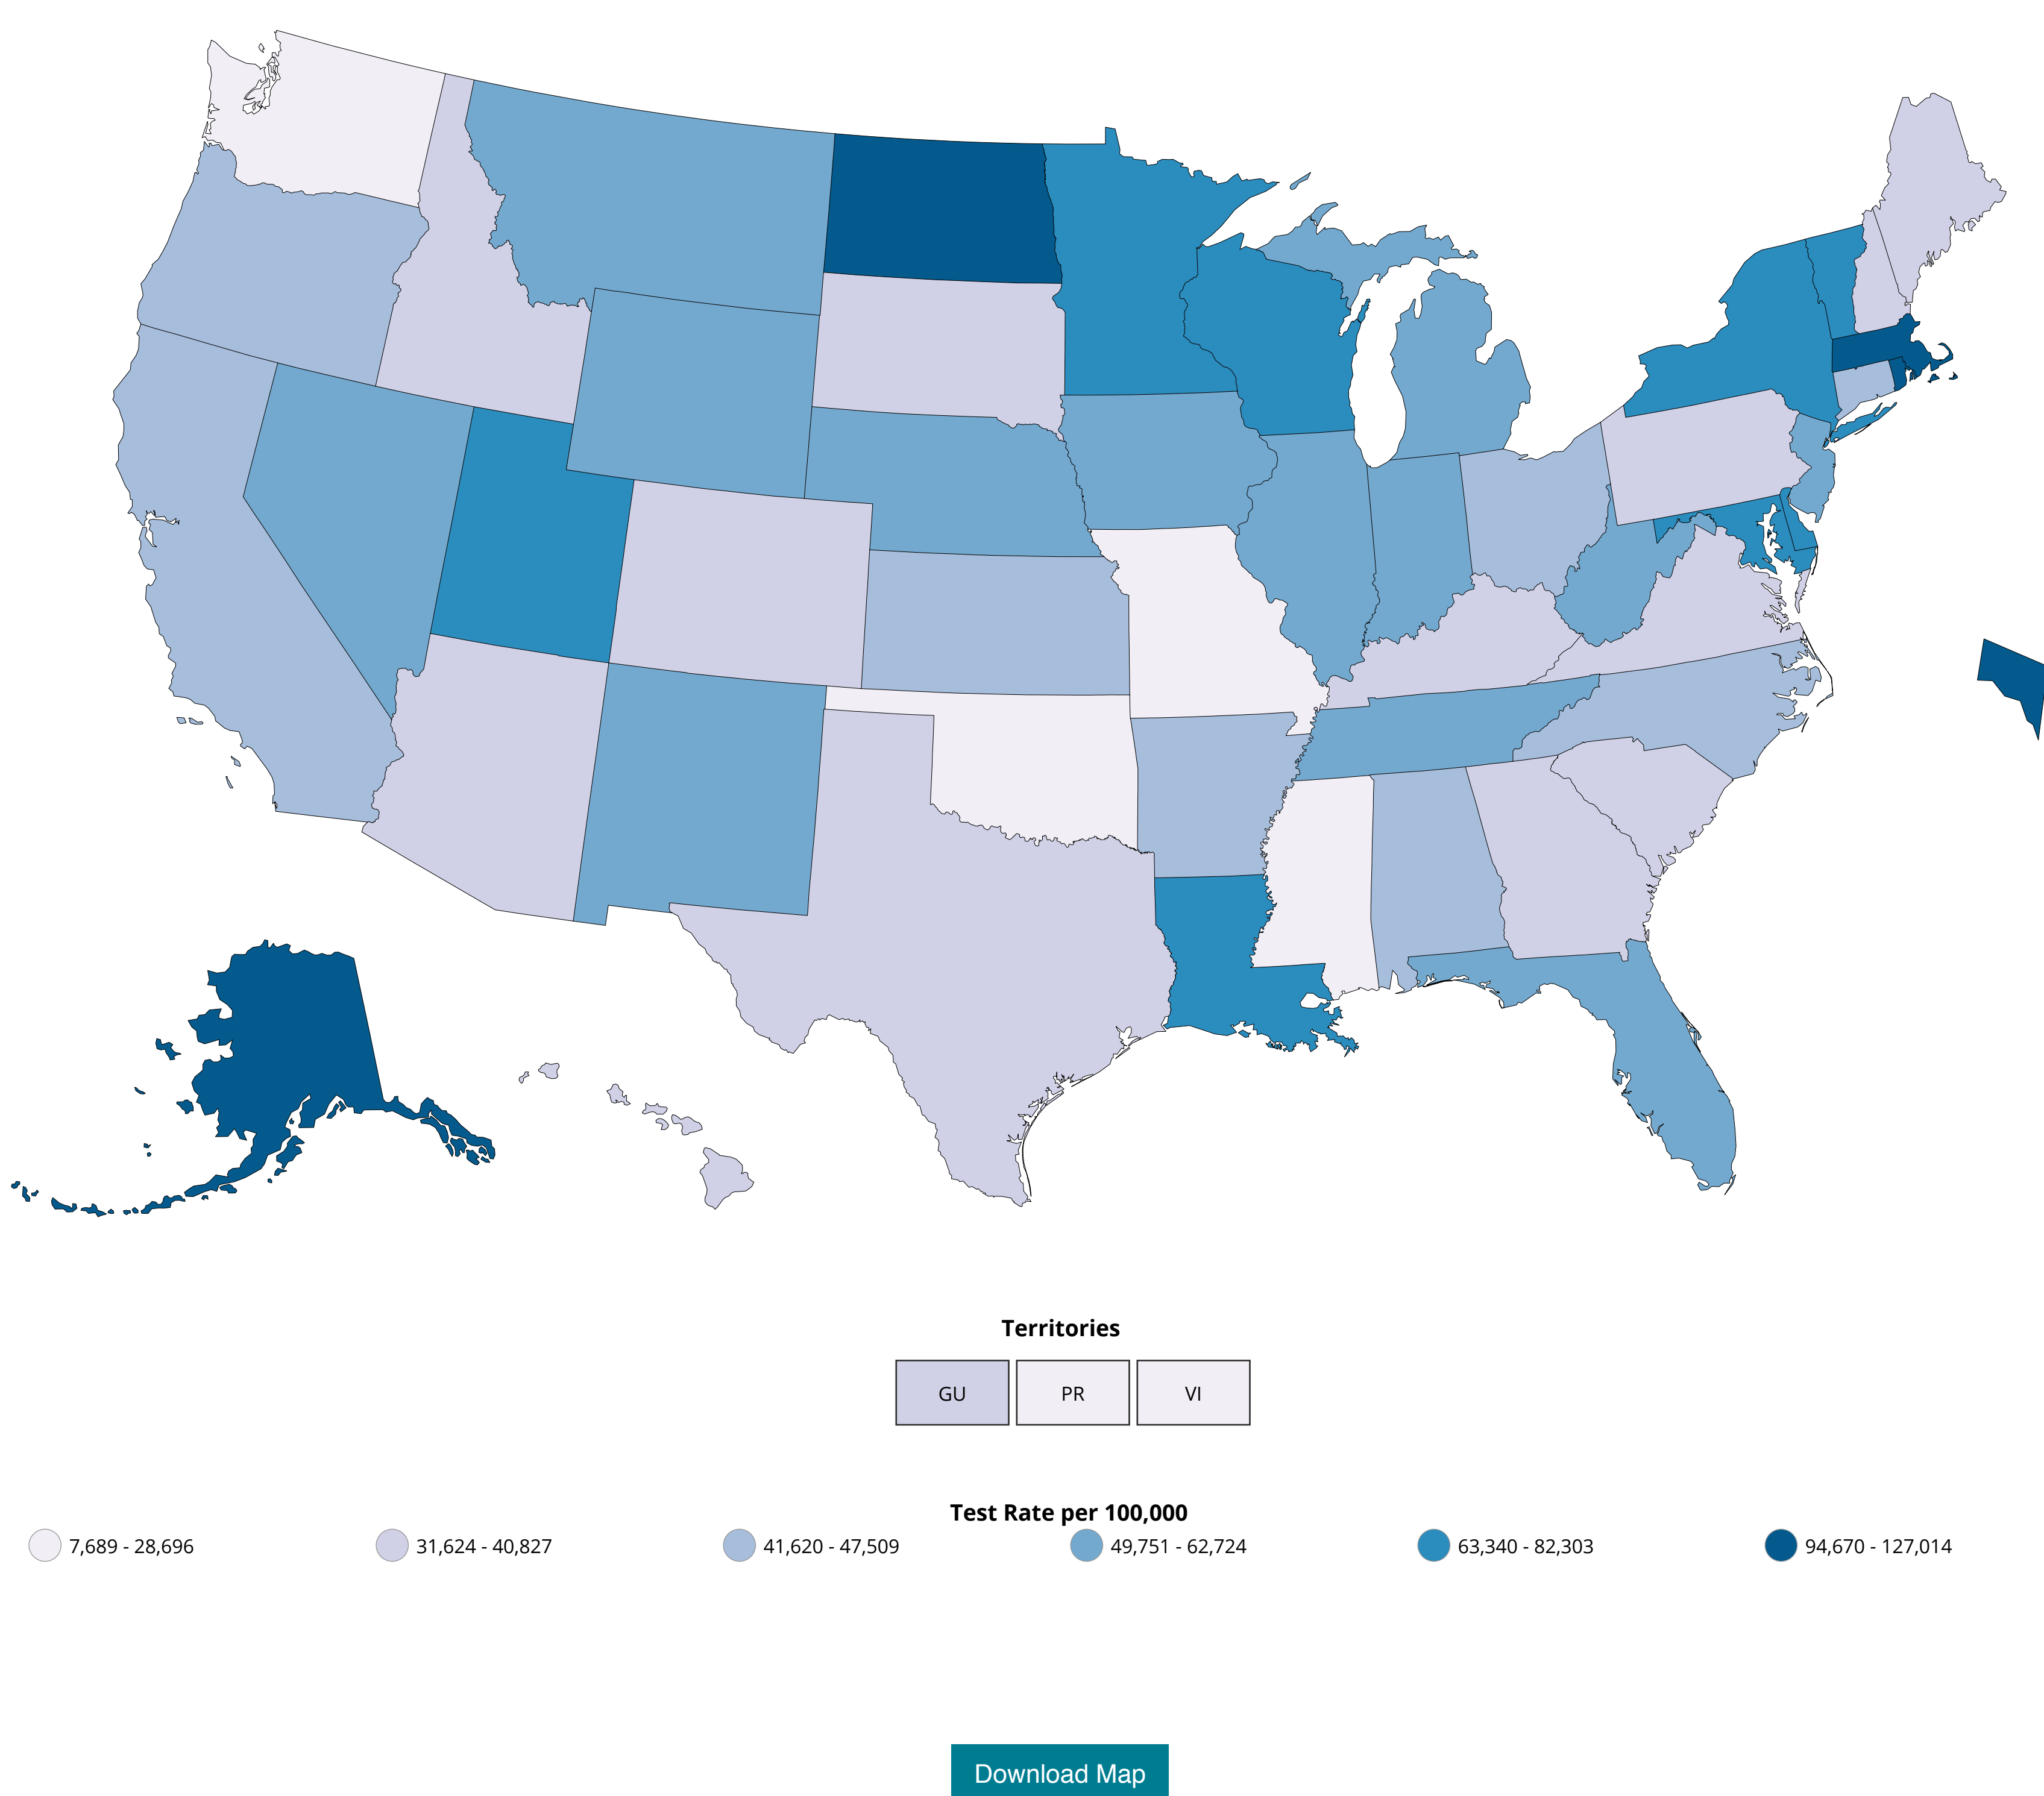 Territories
GU PR VI
Test Rate per 100,000
7,689 - 28,696 31,624 - 40,827 41,620 - 47,509 49,751 - 62,724 63,340 - 82,303 94,670 - 127,014
Download Map